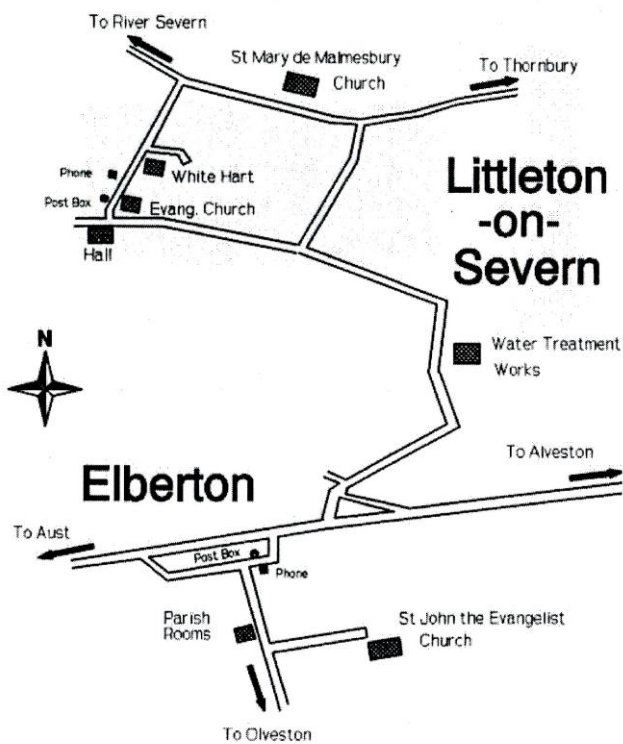 To River Severn
St Mary de Malmesbury
Church
To Thornbury
Phone
White Hart
Post Box
Evang. Church
Hall
Littleton
-on-
Severn
N
Water Treatment
Works
Elberton
To Alveston
To Aust
Post Box
Phone
Parish
Rooms
St John the Evangelist
Church
To Olveston